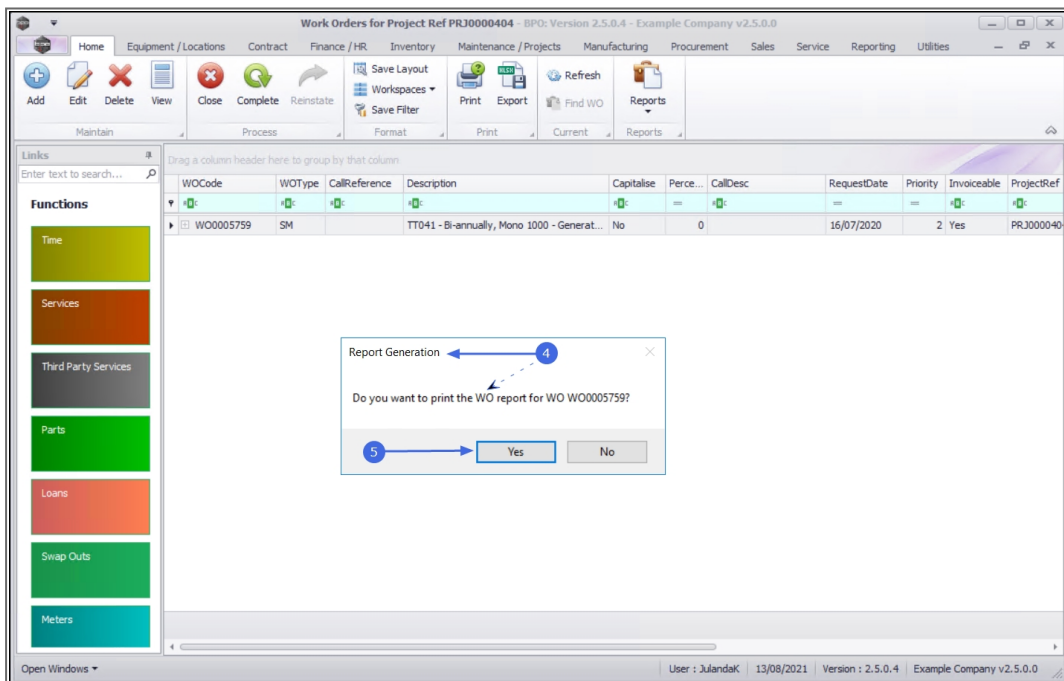 Work Orders for Project Ref PRJ0000404 - BPO: Version 2.5.0.4 - Example Company v2.5.0.0
Home Equipment / Locations Contract Finance / HR Inventory Maintenance / Projects Manufacturing Procurement Sales Service Reporting Utilities
Add Edit Delete View Close Complete Reinstate Save Layout Workspaces Save Filter Print Export Refresh Find WO Reports
Maintain Process Format Print Current Reports
Links
Enter text to search...
Functions
Time
Services
Third Party Services
Parts
Loans
Swap Outs
Meters
Drag a column header here to group by that column
WOCode WOType CallReference Description Capitalise Perce... CallDesc RequestDate Priority Invoiceable ProjectRef
WO0005759 SM TT041 - Bi-annually, Mono 1000 - Generat... No 0 16/07/2020 2 Yes PRJ000040
Report Generation 4
Do you want to print the WO report for WO WO0005759?
5 Yes No
Open Windows User : JulandaK 13/08/2021 Version : 2.5.0.4 Example Company v2.5.0.0